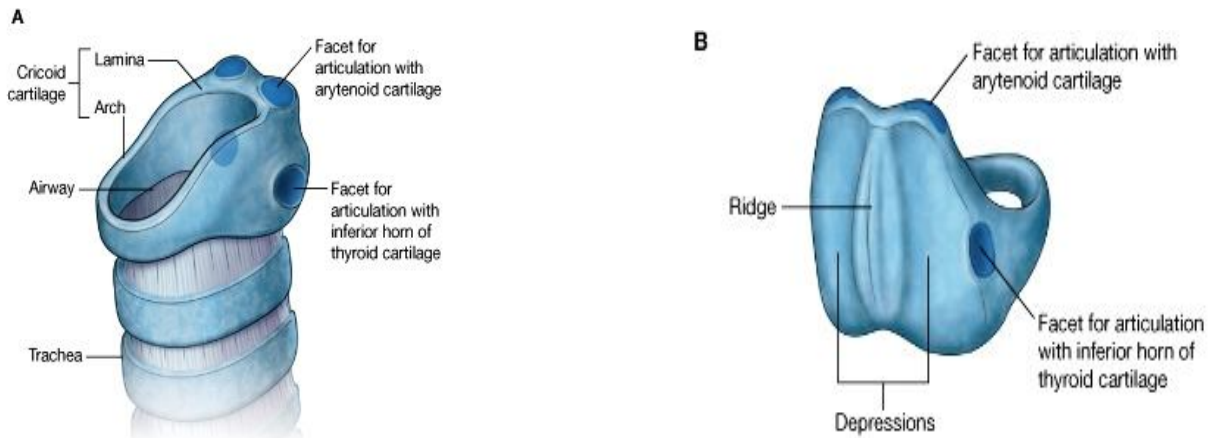 A
Cricoid
cartilage
Lamina
Arch
Facet for
articulation with
arytenoid cartilage
Airway
Facet for
articulation with
inferior horn of
thyroid cartilage
Trachea
B
Facet for articulation with
arytenoid cartilage
Ridge
Facet for articulation
with inferior horn of
thyroid cartilage
Depressions